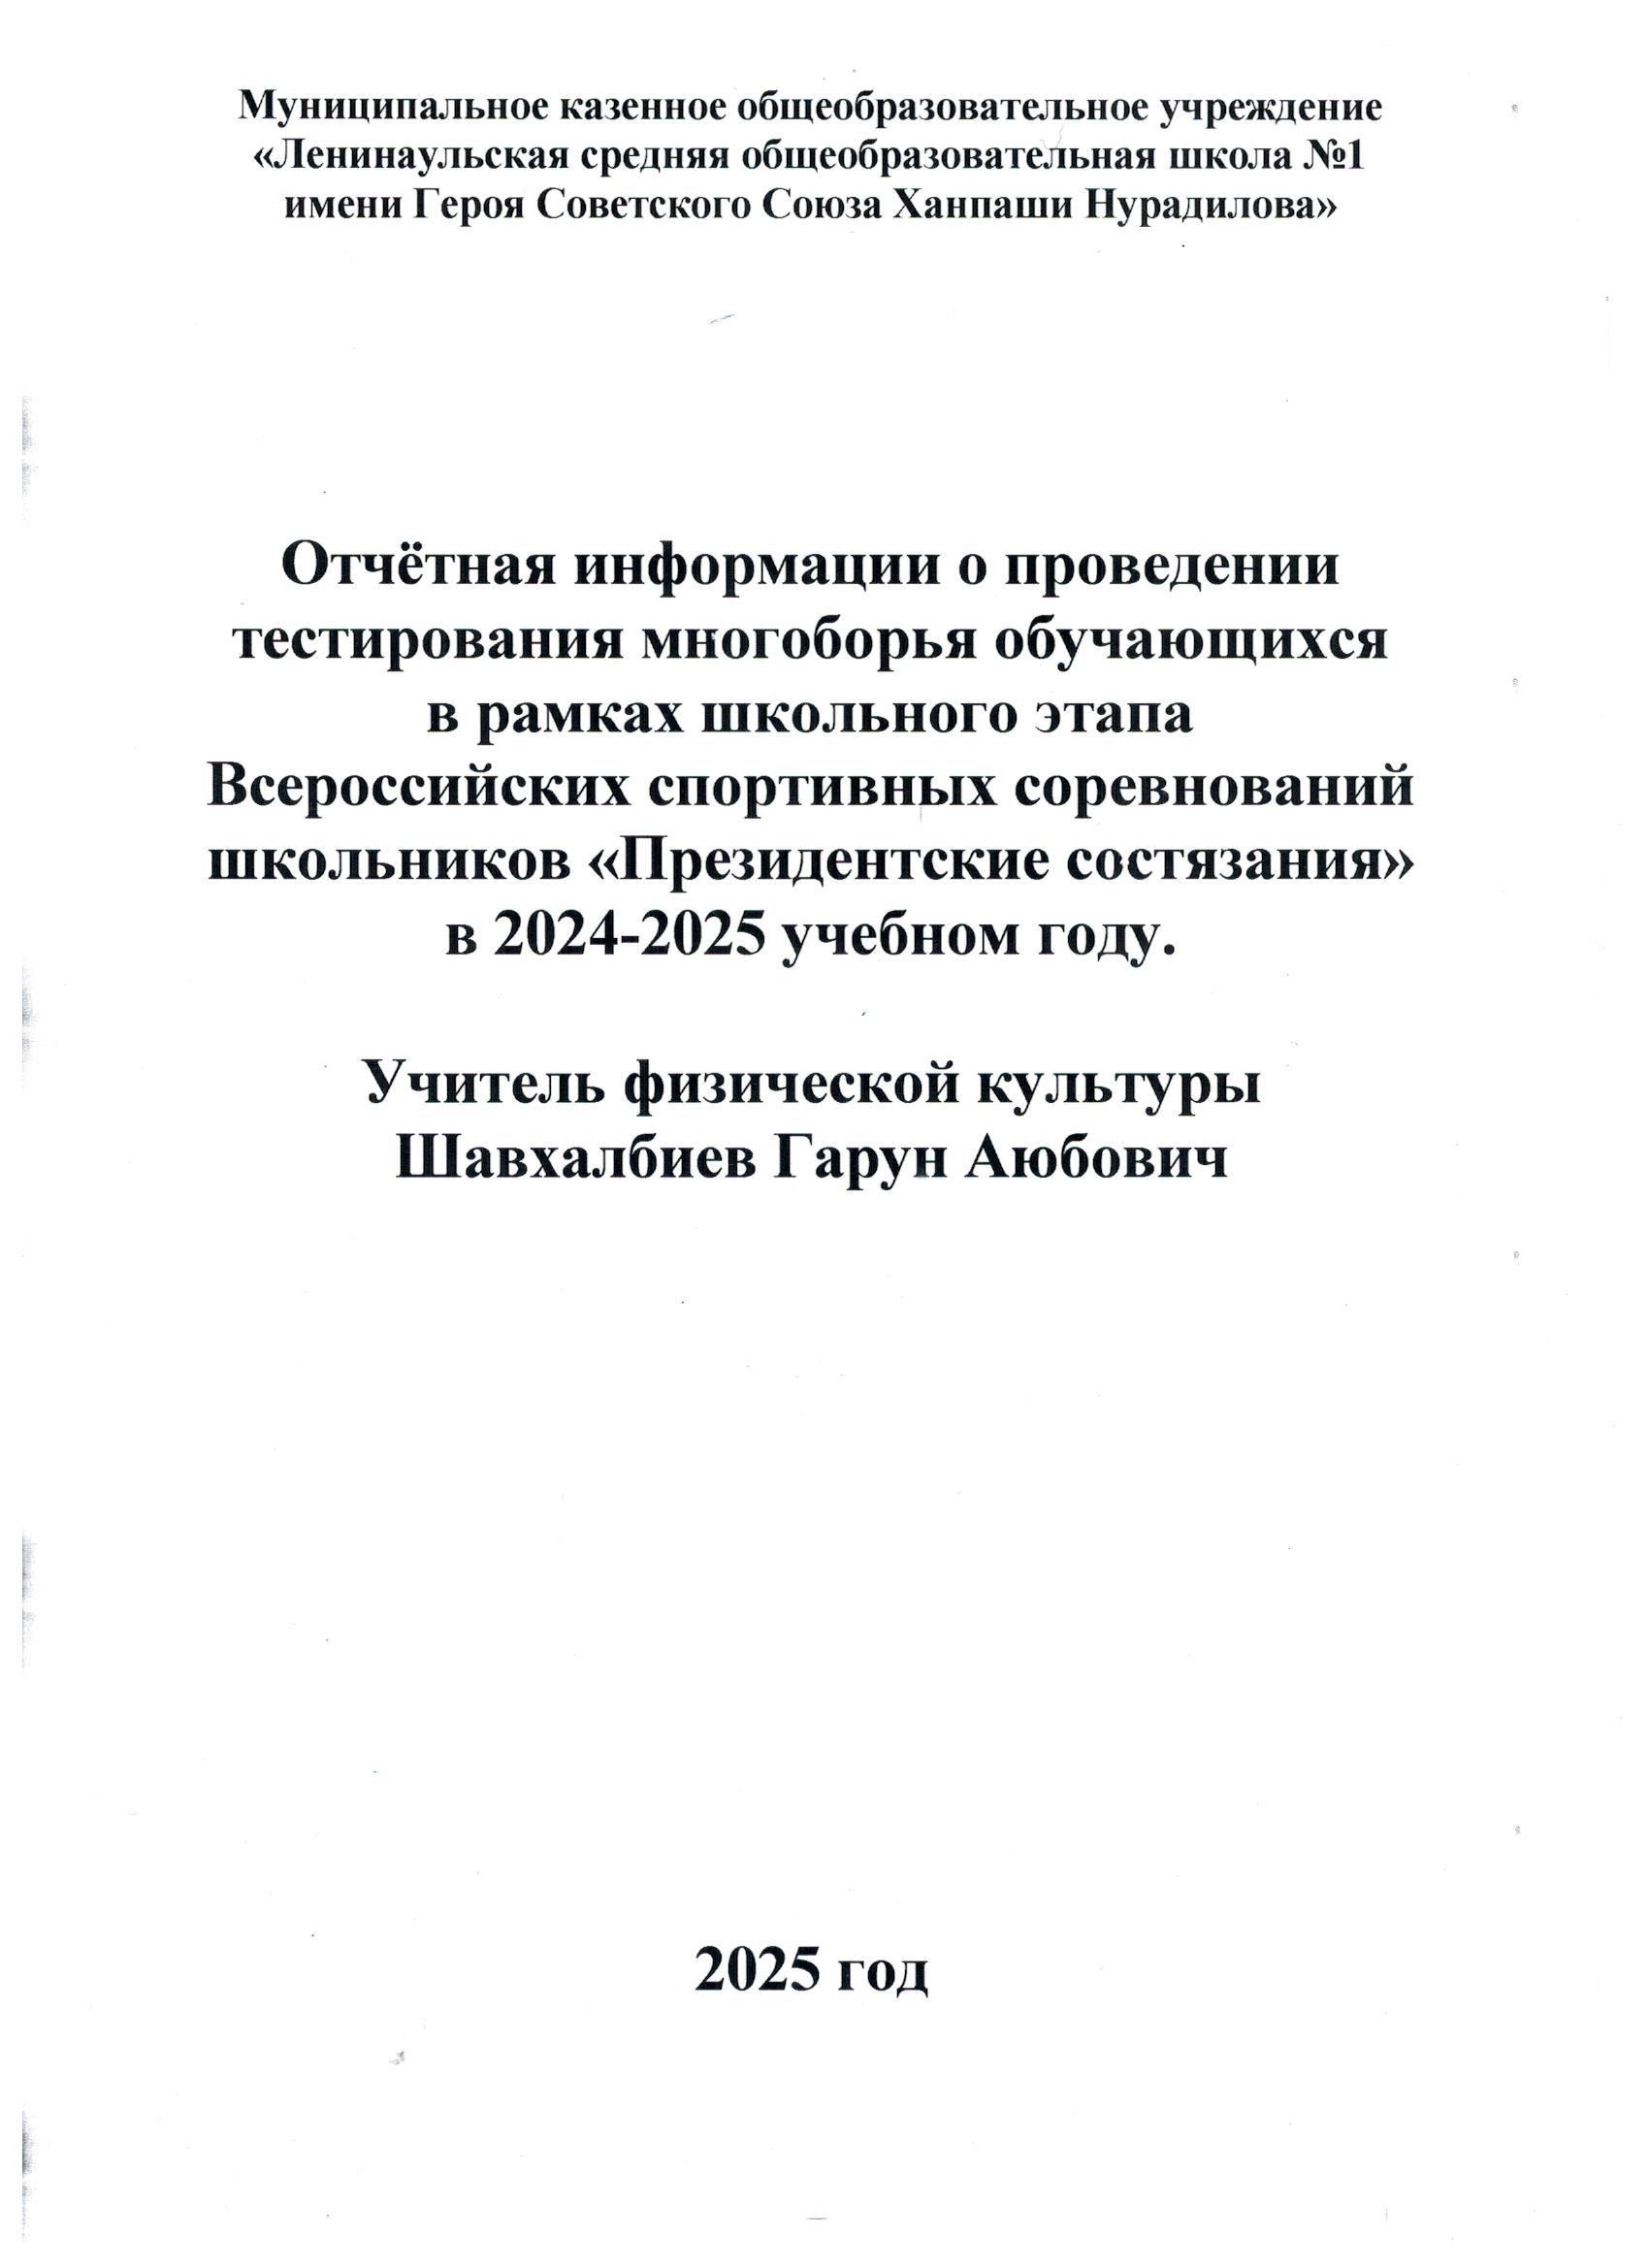 Муниципальное казенное общеобразовательное учреждение
«Ленинаульская средняя общеобразовательная школа №1
имени Героя Советского Союза Ханпаши Нурадилова»
Отчётная информации о проведении
тестирования многоборья обучающихся
в рамках школьного этапа
Всероссийских спортивных соревнований
школьников «Президентские состязания»
в 2024-2025 учебном году.
Учитель физической культуры
Шавхалбиев Гарун Аюбович
2025 год